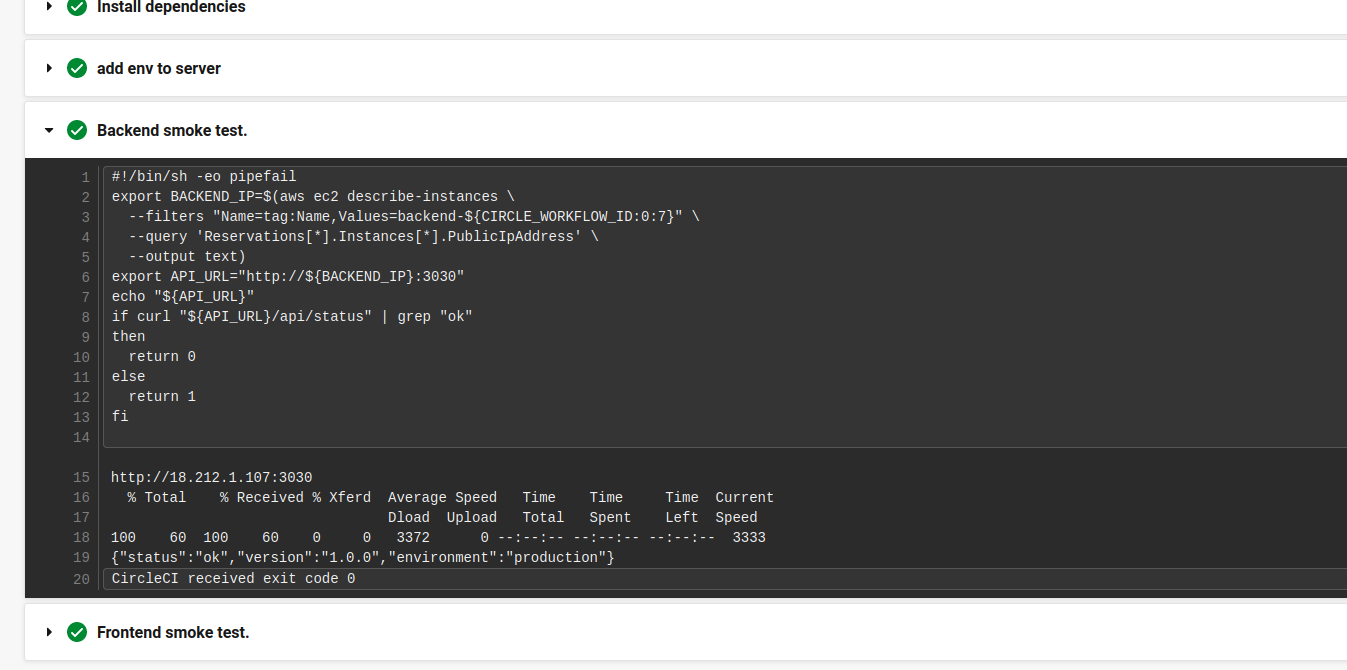 Install dependencies
add env to server
Backend smoke test.
1 #!/bin/sh -eo pipefail
2 export BACKEND_IP=$(aws ec2 describe-instances \
3   --filters "Name=tag:Name,Values=backend-${CIRCLE_WORKFLOW_ID:0:7}" \
4   --query 'Reservations[*].Instances[*].PublicIpAddress' \
5   --output text)
6 export API_URL="http://${BACKEND_IP}:3030"
7 echo "${API_URL}"
8 if curl "${API_URL}/api/status" | grep "ok"
9 then
10   return 0
11 else
12   return 1
13 fi
14
15 http://18.212.1.107:3030
16   % Total    % Received % Xferd  Average Speed   Time    Time     Time  Current
17                                  Dload  Upload   Total   Spent    Left  Speed
18 100    60  100    60    0     0   3372      0 --:--:-- --:--:-- --:--:--  3333
19 {"status":"ok","version":"1.0.0","environment":"production"}
20 CircleCI received exit code 0
Frontend smoke test.